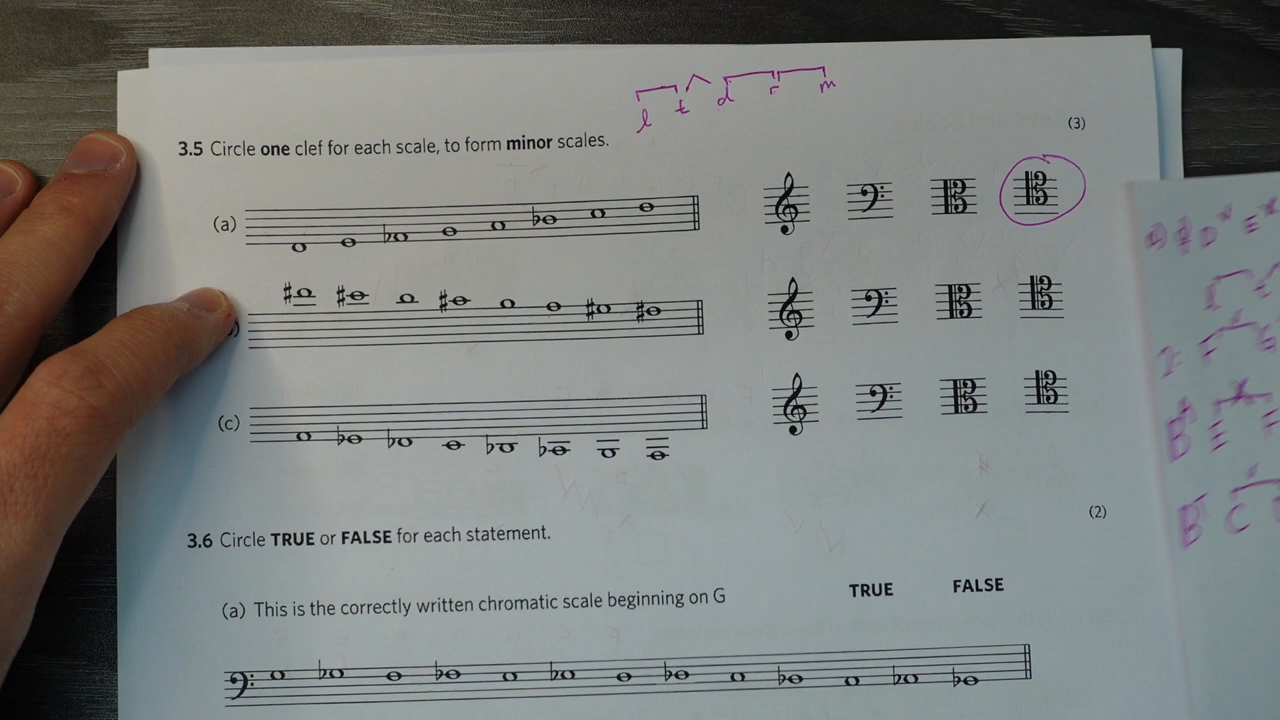 l t d r m
(3)
3.5 Circle one clef for each scale, to form minor scales.
(a)
(c)
(2)
3.6 Circle TRUE or FALSE for each statement.
TRUE FALSE
(a) This is the correctly written chromatic scale beginning on G